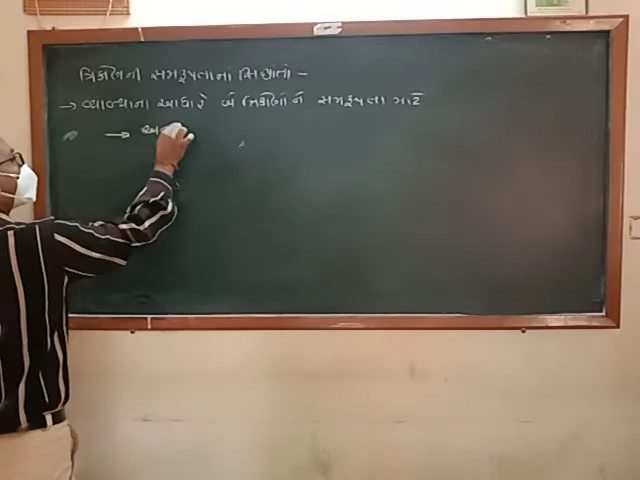 ત્રિકોણની સમરૂપતાનાં સિદ્ધાંતો –
→ વ્યાખ્યાના આધારે બે ત્રિકોણોને સમરૂપતા માટે
→ અ